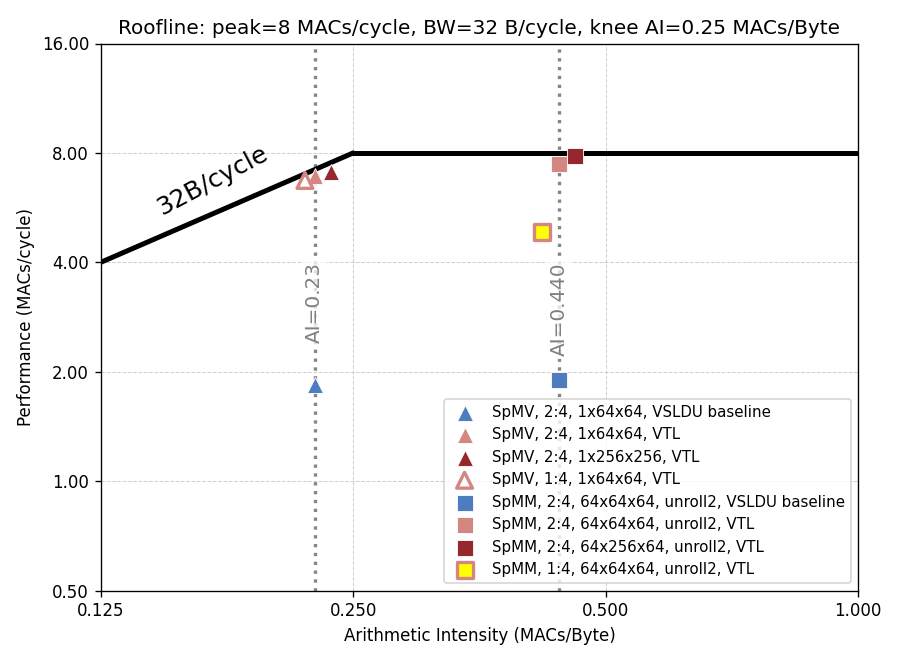 Roofline: peak=8 MACs/cycle, BW=32 B/cycle, knee AI=0.25 MACs/Byte
Performance (MACs/cycle)
16.00
8.00
4.00
2.00
1.00
0.50
32B/cycle
AI=0.23
AI=0.440
SpMV, 2:4, 1x64x64, VSLDU baseline
SpMV, 2:4, 1x64x64, VTL
SpMV, 2:4, 1x256x256, VTL
SpMV, 1:4, 1x64x64, VTL
SpMM, 2:4, 64x64x64, unroll2, VSLDU baseline
SpMM, 2:4, 64x64x64, unroll2, VTL
SpMM, 2:4, 64x256x64, unroll2, VTL
SpMM, 1:4, 64x64x64, unroll2, VTL
0.125 0.250 0.500 1.000
Arithmetic Intensity (MACs/Byte)